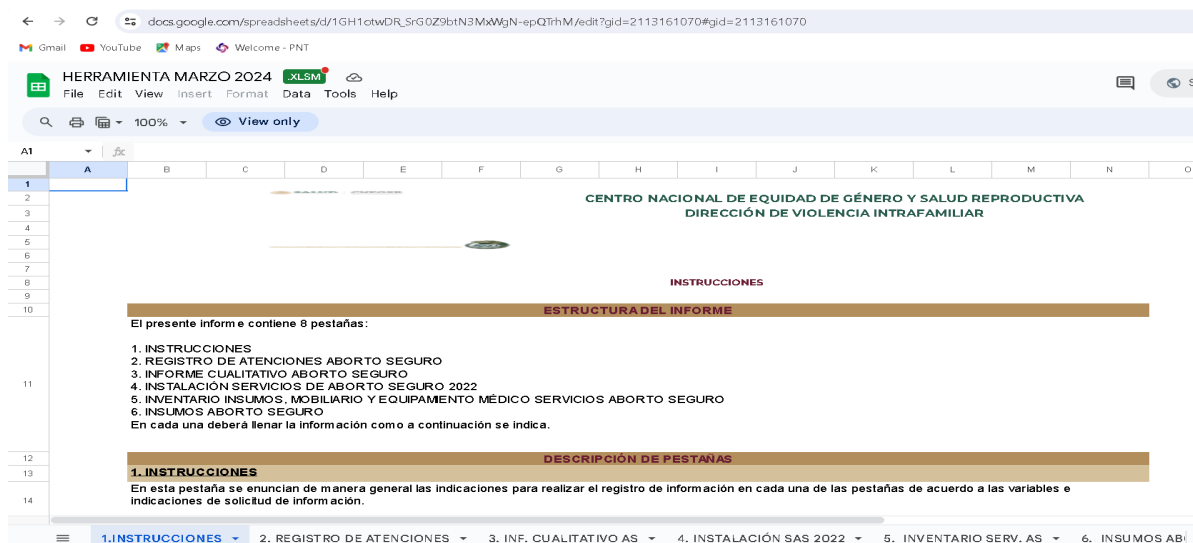 docs.google.com/spreadsheets/d/1GH1otwDR_SrG0Z9btN3MxWgN-epQTrhM/edit?gid=2113161070#gid=2113161070
Gmail YouTube Maps Welcome - PNT
HERRAMIENTA MARZO 2024 .XLSM
File Edit View Insert Format Data Tools Help
100% View only
A1 fx
A B C D E F G H I J K L M N O
1
2 CENTRO NACIONAL DE EQUIDAD DE GÉNERO Y SALUD REPRODUCTIVA
3 DIRECCIÓN DE VIOLENCIA INTRAFAMILIAR
4
5
6
7
8 INSTRUCCIONES
9
10 ESTRUCTURA DEL INFORME
El presente informe contiene 8 pestañas:
1. INSTRUCCIONES
2. REGISTRO DE ATENCIONES ABORTO SEGURO
3. INFORME CUALITATIVO ABORTO SEGURO
11 4. INSTALACIÓN SERVICIOS DE ABORTO SEGURO 2022
5. INVENTARIO INSUMOS, MOBILIARIO Y EQUIPAMIENTO MÉDICO SERVICIOS ABORTO SEGURO
6. INSUMOS ABORTO SEGURO
En cada una deberá llenar la información como a continuación se indica.
12 DESCRIPCIÓN DE PESTAÑAS
13 1. INSTRUCCIONES
14 En esta pestaña se enuncian de manera general las indicaciones para realizar el registro de información en cada una de las pestañas de acuerdo a las variables e
indicaciones de solicitud de información.
1.INSTRUCCIONES 2. REGISTRO DE ATENCIONES 3. INF. CUALITATIVO AS 4. INSTALACIÓN SAS 2022 5. INVENTARIO SERV. AS 6. INSUMOS AB